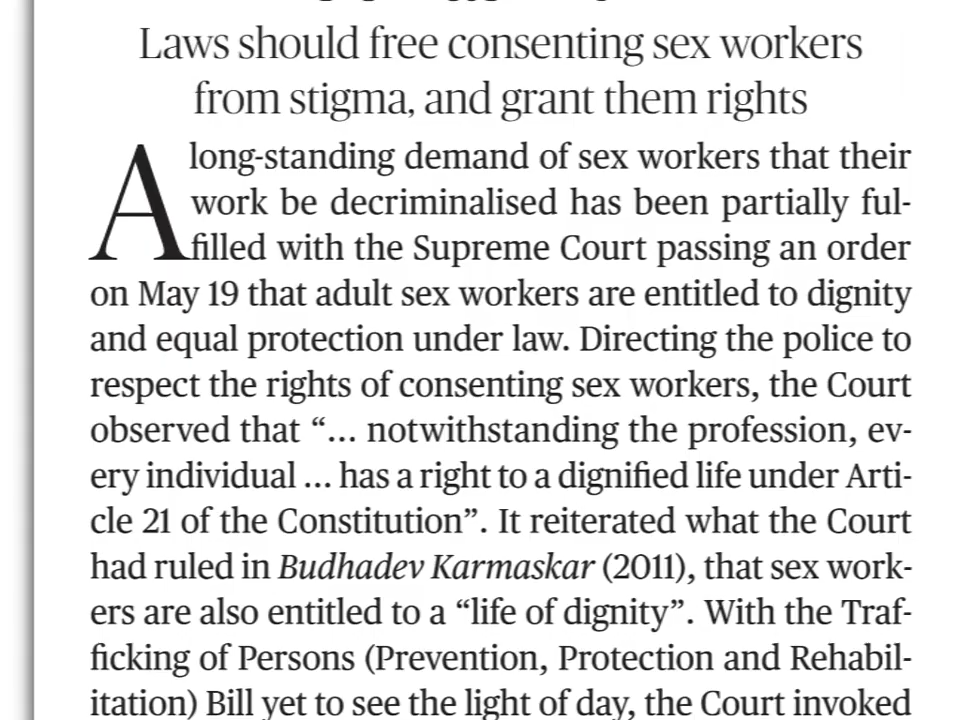 Laws should free consenting sex workers
from stigma, and grant them rights
A long-standing demand of sex workers that their
work be decriminalised has been partially ful-
filled with the Supreme Court passing an order
on May 19 that adult sex workers are entitled to dignity
and equal protection under law. Directing the police to
respect the rights of consenting sex workers, the Court
observed that “... notwithstanding the profession, ev-
ery individual ... has a right to a dignified life under Arti-
cle 21 of the Constitution”. It reiterated what the Court
had ruled in Budhadev Karmaskar (2011), that sex work-
ers are also entitled to a “life of dignity”. With the Traf-
ficking of Persons (Prevention, Protection and Rehabil-
itation) Bill yet to see the light of day, the Court invoked